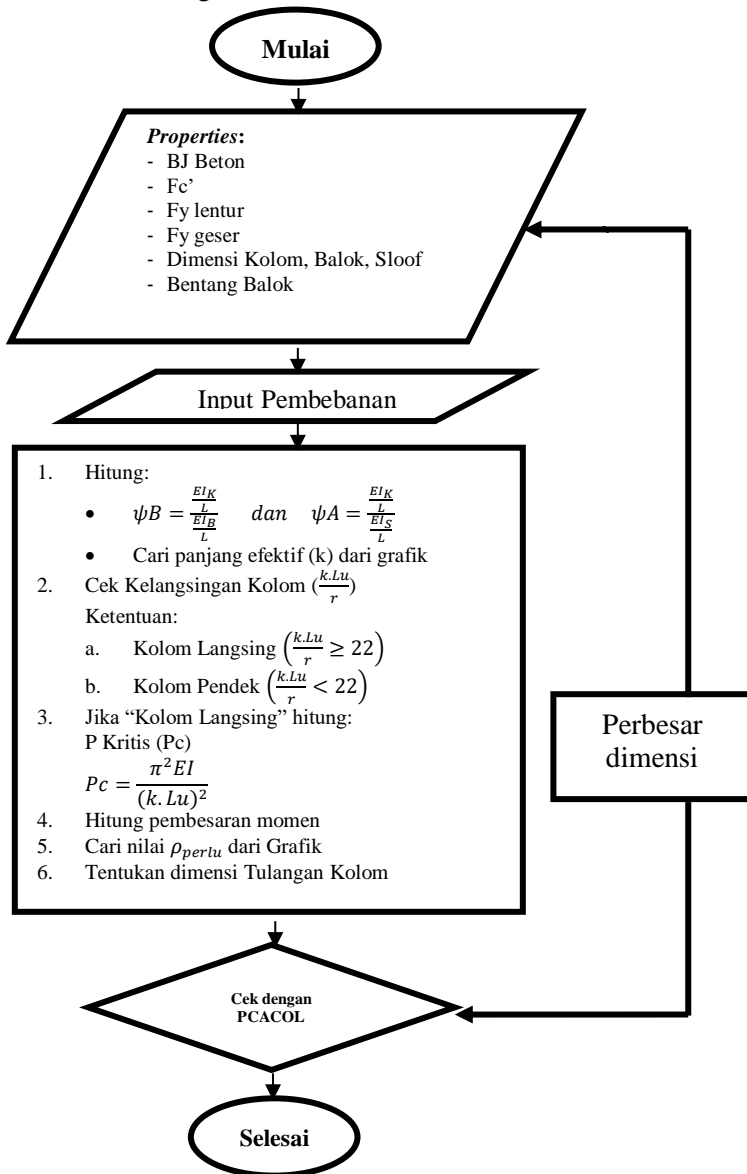 Mulai
Properties:
- BJ Beton
- Fc’
- Fy lentur
- Fy geser
- Dimensi Kolom, Balok, Sloof
- Bentang Balok
Input Pembebanan
1. Hitung:
• ψB = (EI_K/L)/(EI_B/L) dan ψA = (EI_K/L)/(EI_S/L)
• Cari panjang efektif (k) dari grafik
2. Cek Kelangsingan Kolom (k.Lu/r)
Ketentuan:
a. Kolom Langsing (k.Lu/r ≥ 22)
b. Kolom Pendek (k.Lu/r < 22)
3. Jika “Kolom Langsing” hitung:
P Kritis (Pc)
Pc = π²EI/(k.Lu)²
4. Hitung pembesaran momen
5. Cari nilai ρ_perlu dari Grafik
6. Tentukan dimensi Tulangan Kolom
Perbesar
dimensi
Cek dengan
PCACOL
Selesai